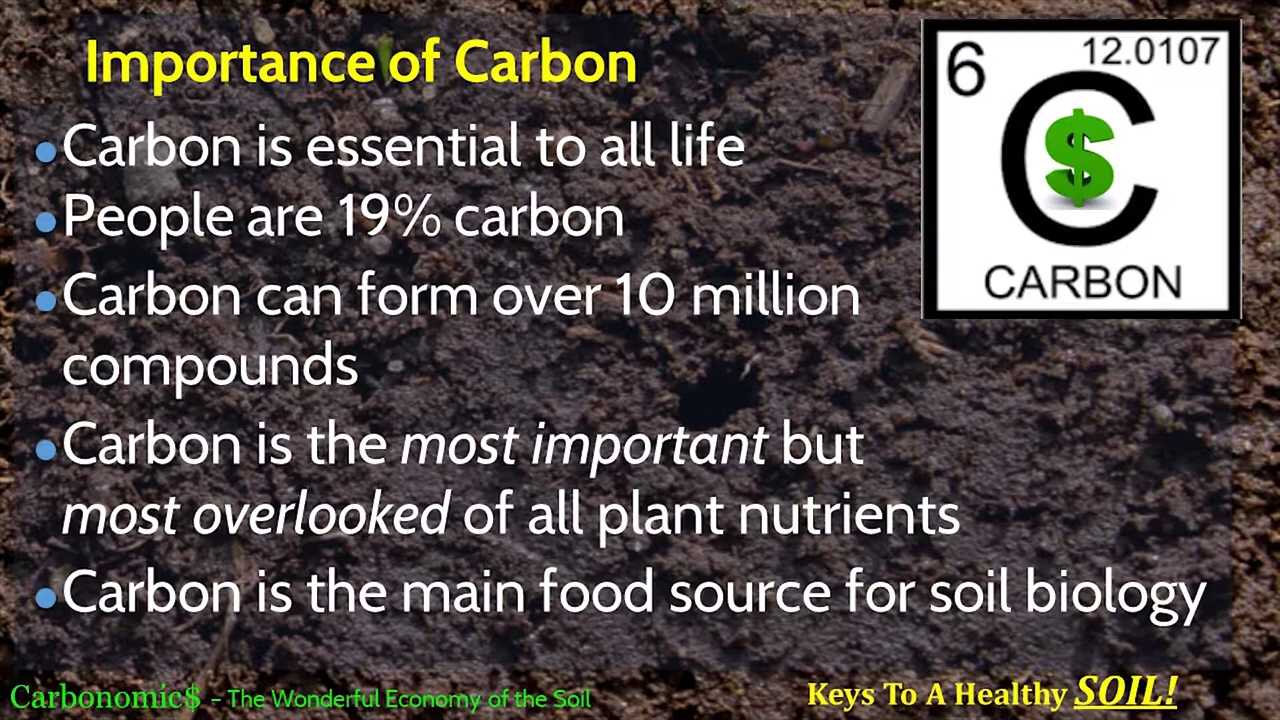 Importance of Carbon
6 12.0107
C$
CARBON
•Carbon is essential to all life
•People are 19% carbon
•Carbon can form over 10 million
compounds
•Carbon is the most important but
most overlooked of all plant nutrients
•Carbon is the main food source for soil biology
Carbonomic$ – The Wonderful Economy of the Soil
Keys To A Healthy SOIL!